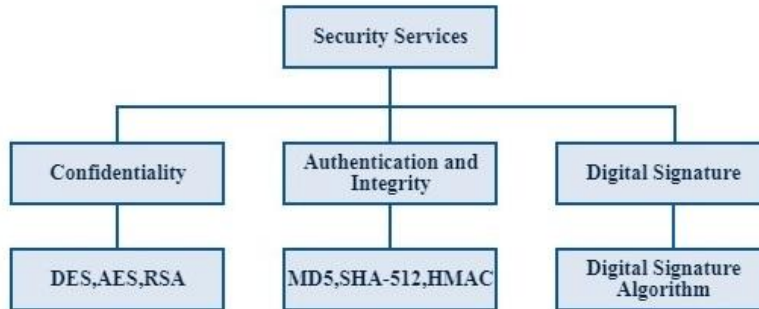 Security Services
Confidentiality
Authentication and
Integrity
Digital Signature
DES,AES,RSA
MD5,SHA-512,HMAC
Digital Signature
Algorithm